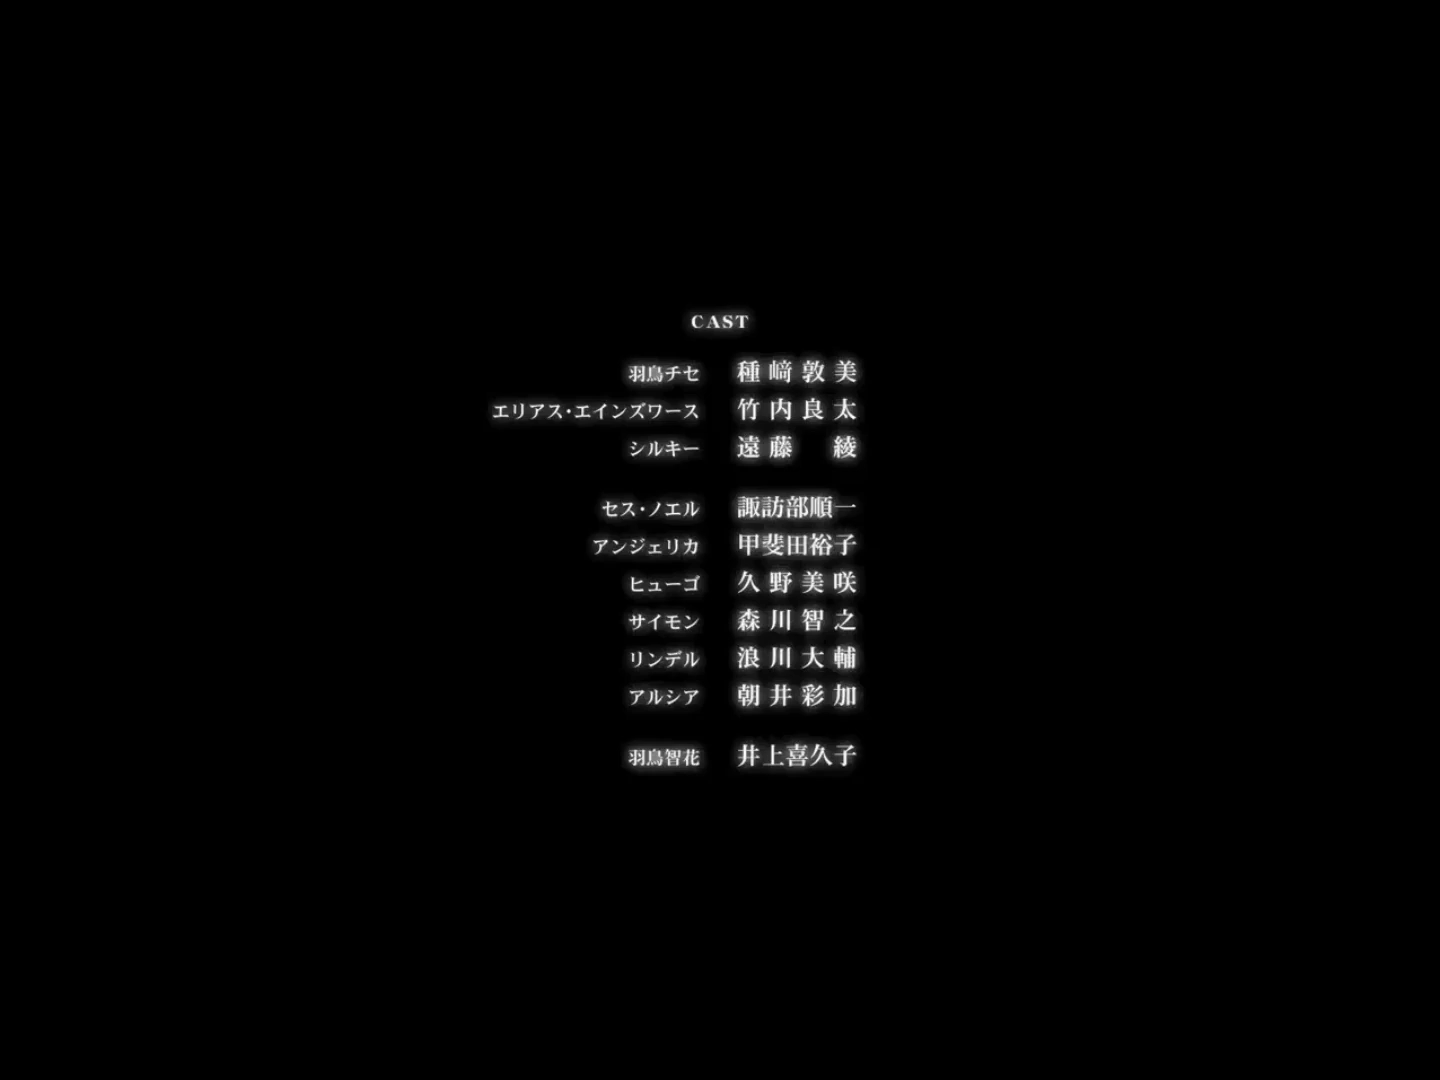 CAST
羽鳥チセ 種﨑敦美
エリアス･エインズワース 竹内良太
シルキー 遠藤 綾
セス･ノエル 諏訪部順一
アンジェリカ 甲斐田裕子
ヒューゴ 久野美咲
サイモン 森川智之
リンデル 浪川大輔
アルシア 朝井彩加
羽鳥智花 井上喜久子